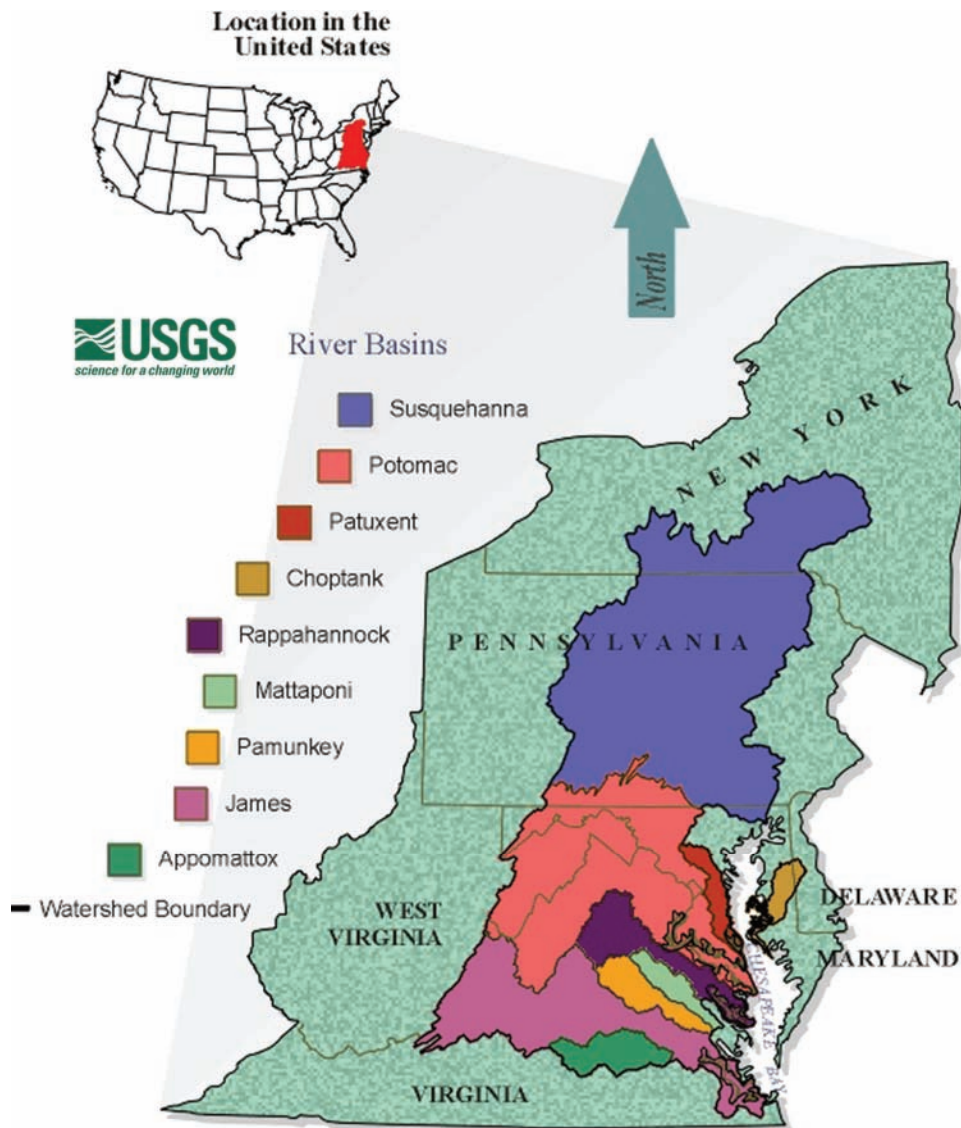 Location in the
United States
North
USGS
science for a changing world
River Basins
Susquehanna
Potomac
Patuxent
Choptank
Rappahannock
Mattaponi
Pamunkey
James
Appomattox
Watershed Boundary
NEW YORK
PENNSYLVANIA
WEST
VIRGINIA
DELAWARE
MARYLAND
CHESAPEAKE BAY
VIRGINIA